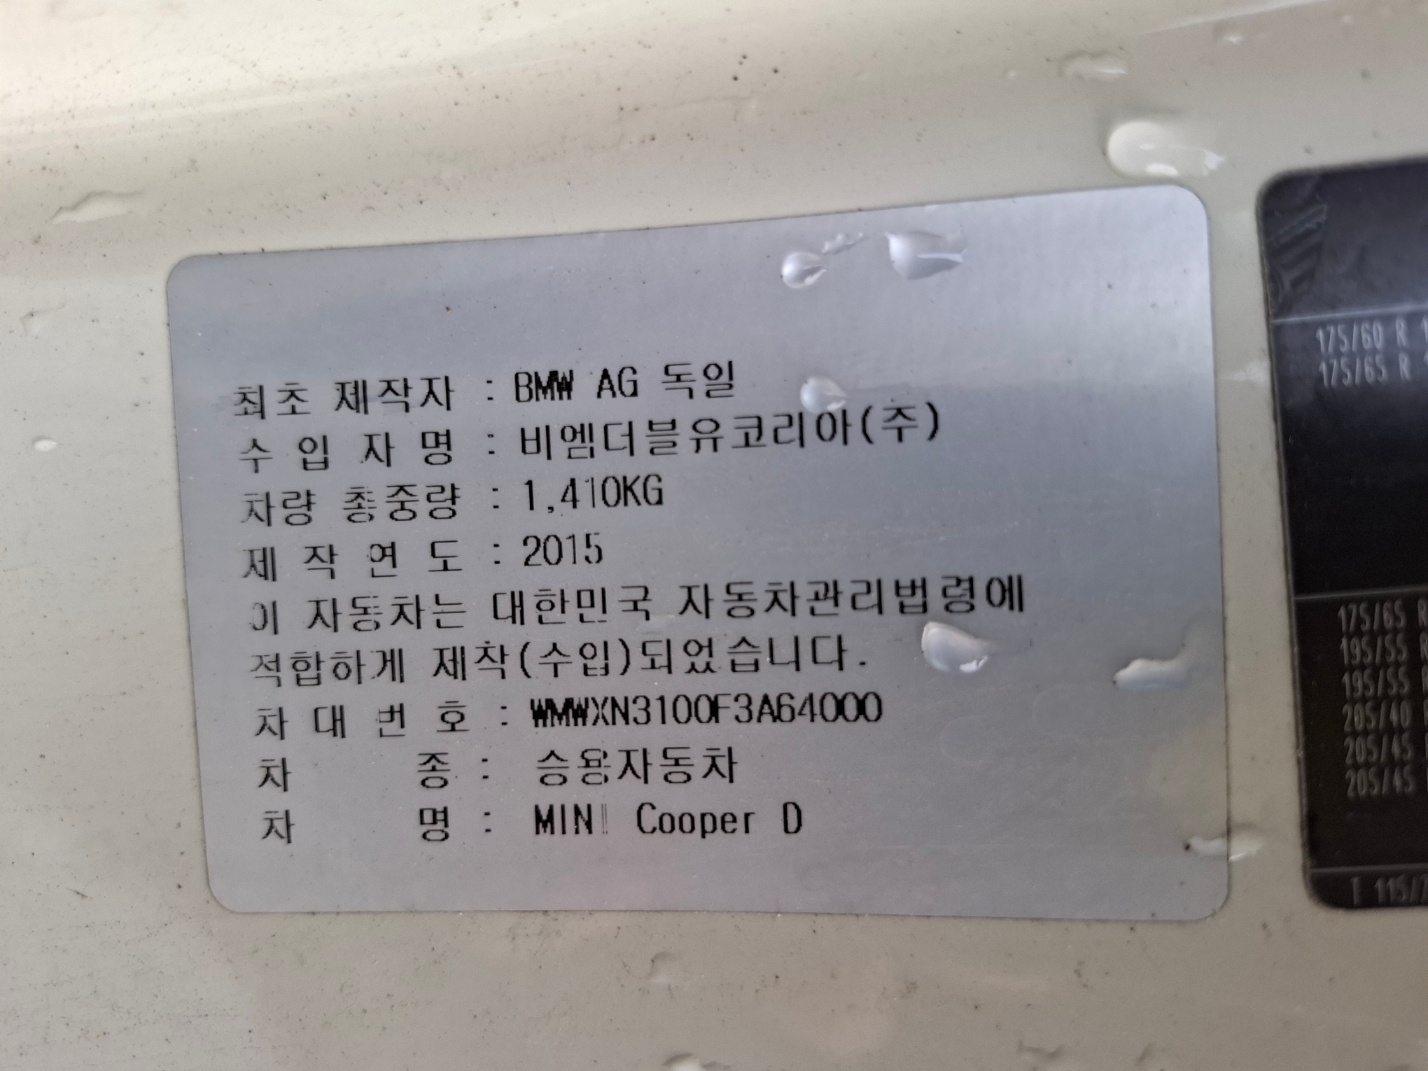 최초 제작자 : BMW AG 독일
수 입 자 명 : 비엠더블유코리아(주)
차량 총중량 : 1,410KG
제 작 연 도 : 2015
이 자동차는 대한민국 자동차관리법령에
적합하게 제작(수입)되었습니다.
차 대 번 호 : WMWXN3100F3A64000
차 종 : 승용자동차
차 명 : MINI Cooper D
175/60 R
175/65 R
175/65
195/55
195/55
205/40
205/45
205/45
T 115/